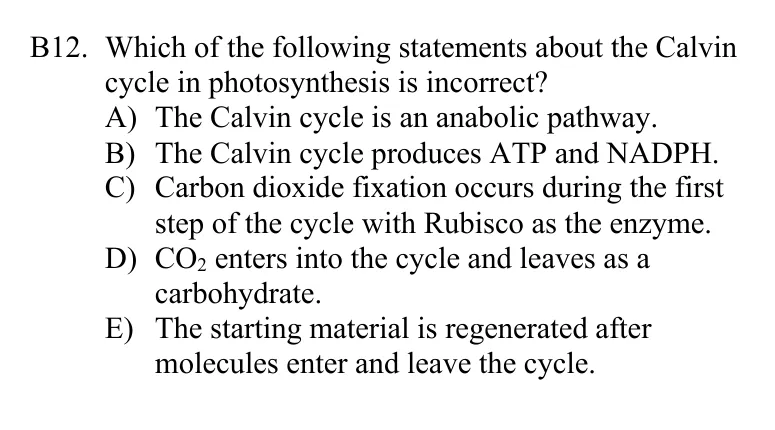 B12. Which of the following statements about the Calvin
cycle in photosynthesis is incorrect?
A) The Calvin cycle is an anabolic pathway.
B) The Calvin cycle produces ATP and NADPH.
C) Carbon dioxide fixation occurs during the first
step of the cycle with Rubisco as the enzyme.
D) CO₂ enters into the cycle and leaves as a
carbohydrate.
E) The starting material is regenerated after
molecules enter and leave the cycle.